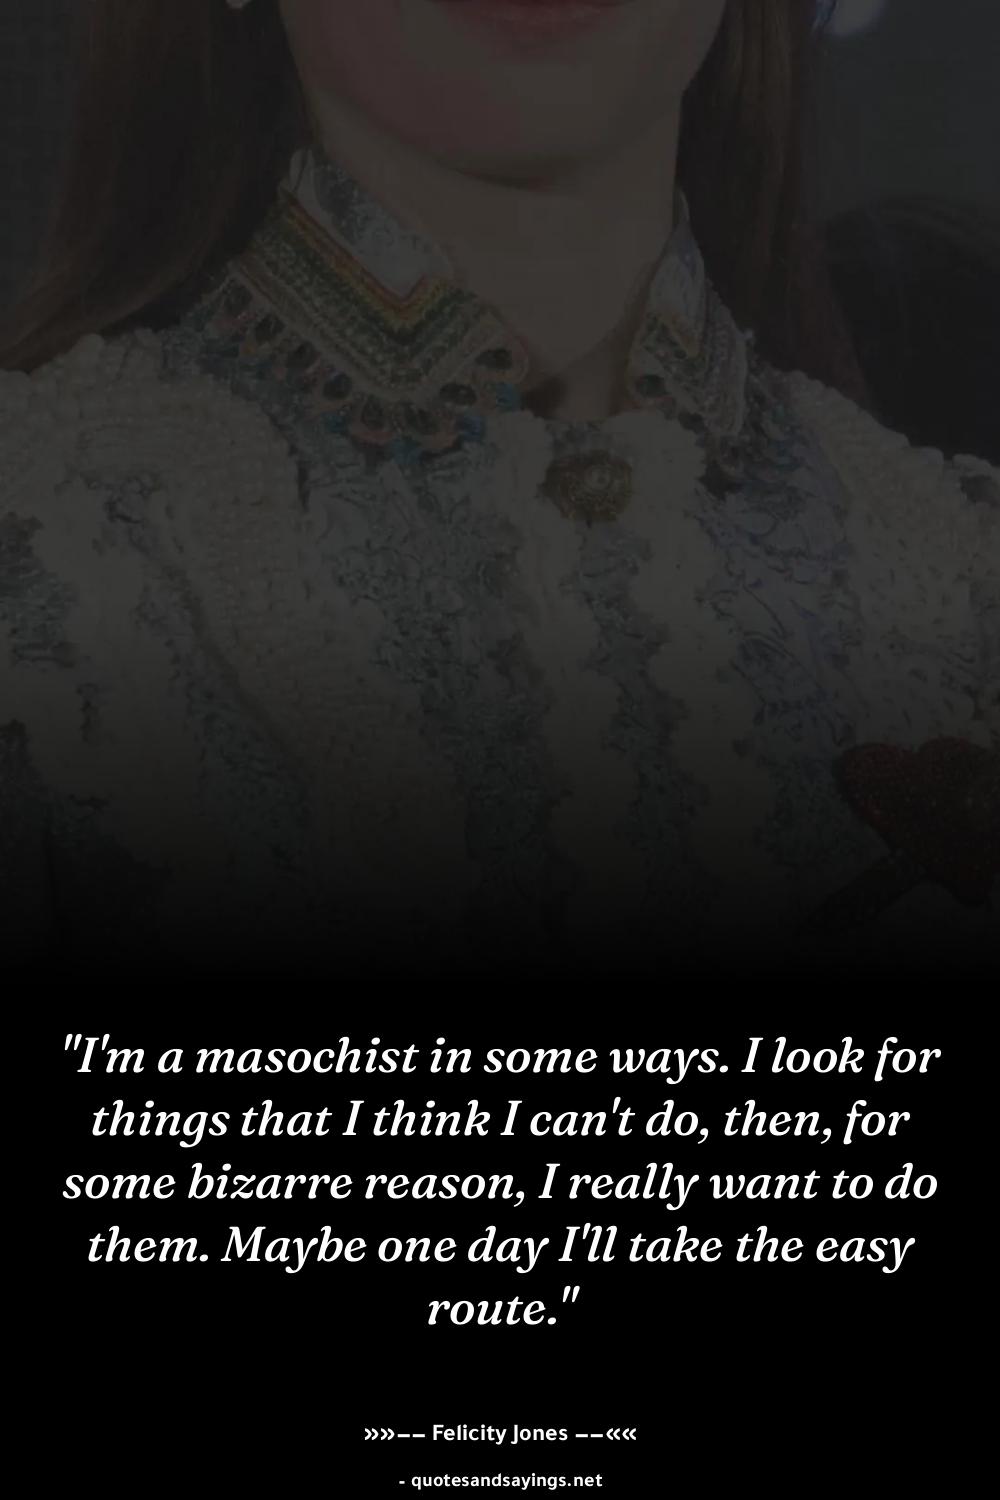 "I'm a masochist in some ways. I look for
things that I think I can't do, then, for
some bizarre reason, I really want to do
them. Maybe one day I'll take the easy
route."
»»−− Felicity Jones −−««
- quotesandsayings.net